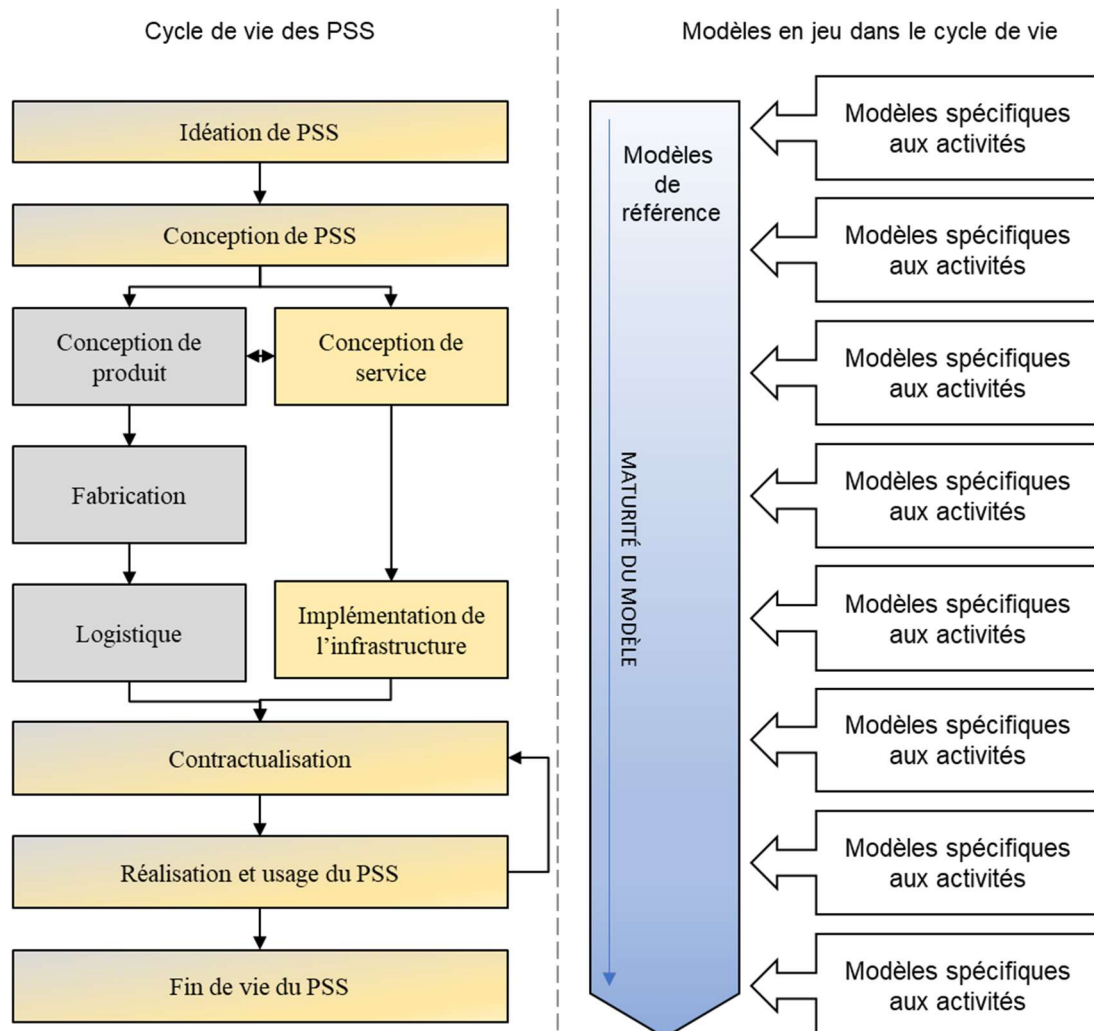 Cycle de vie des PSS
Idéation de PSS
Conception de PSS
Conception de
produit
Conception de
service
Fabrication
Logistique
Implémentation de
l’infrastructure
Contractualisation
Réalisation et usage du PSS
Fin de vie du PSS
Modèles en jeu dans le cycle de vie
Modèles
de
référence
MATURITÉ DU MODÈLE
Modèles spécifiques
aux activités
Modèles spécifiques
aux activités
Modèles spécifiques
aux activités
Modèles spécifiques
aux activités
Modèles spécifiques
aux activités
Modèles spécifiques
aux activités
Modèles spécifiques
aux activités
Modèles spécifiques
aux activités